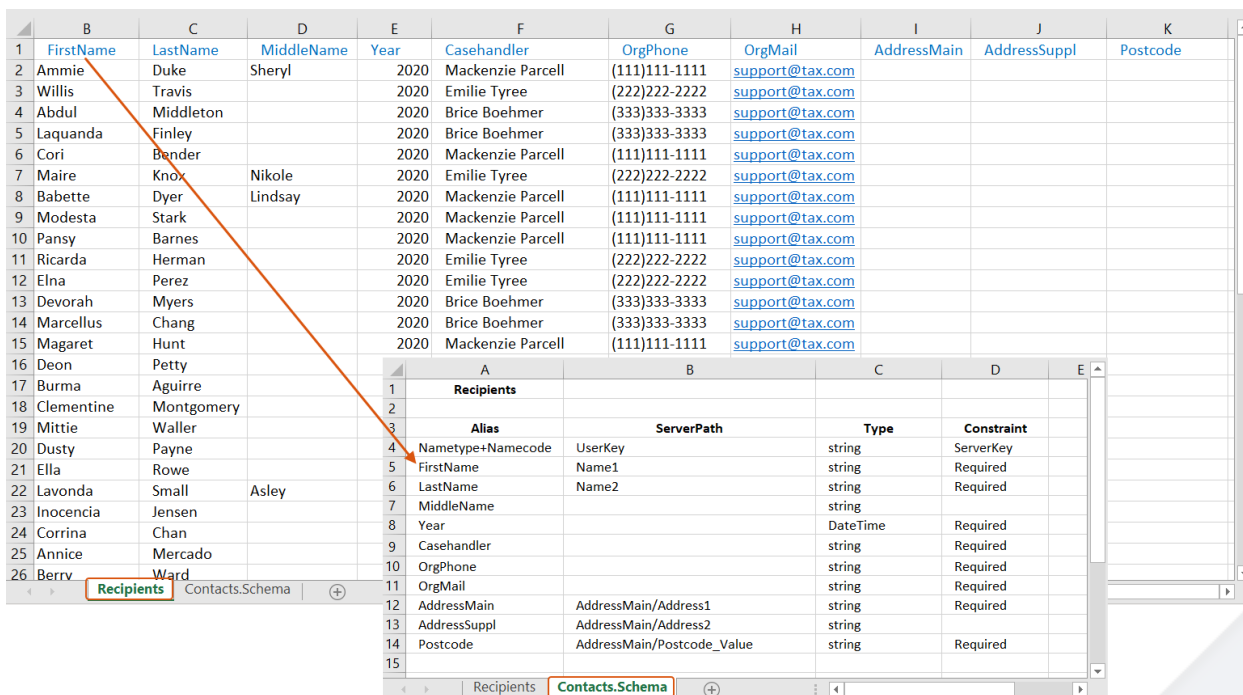 B C D E F G H I J K
1 FirstName LastName MiddleName Year Casehandler OrgPhone OrgMail AddressMain AddressSuppl Postcode
2 Ammie Duke Sheryl 2020 Mackenzie Parcell (111)111-1111 support@tax.com
3 Willis Travis 2020 Emilie Tyree (222)222-2222 support@tax.com
4 Abdul Middleton 2020 Brice Boehmer (333)333-3333 support@tax.com
5 Laquanda Finley 2020 Brice Boehmer (333)333-3333 support@tax.com
6 Cori Bender 2020 Mackenzie Parcell (111)111-1111 support@tax.com
7 Maire Knox Nikole 2020 Emilie Tyree (222)222-2222 support@tax.com
8 Babette Dyer Lindsay 2020 Mackenzie Parcell (111)111-1111 support@tax.com
9 Modesta Stark 2020 Mackenzie Parcell (111)111-1111 support@tax.com
10 Pansy Barnes 2020 Mackenzie Parcell (111)111-1111 support@tax.com
11 Ricarda Herman 2020 Emilie Tyree (222)222-2222 support@tax.com
12 Elna Perez 2020 Emilie Tyree (222)222-2222 support@tax.com
13 Devorah Myers 2020 Brice Boehmer (333)333-3333 support@tax.com
14 Marcellus Chang 2020 Brice Boehmer (333)333-3333 support@tax.com
15 Magaret Hunt 2020 Mackenzie Parcell (111)111-1111 support@tax.com
16 Deon Petty
17 Burma Aguirre
18 Clementine Montgomery
19 Mittie Waller
20 Dusty Payne
21 Ella Rowe
22 Lavonda Small Asley
23 Inocencia Jensen
24 Corrina Chan
25 Annice Mercado
26 Berry Ward
Recipients Contacts.Schema
A B C D E
1 Recipients
2
3 Alias ServerPath Type Constraint
4 Nametype+Namecode UserKey string ServerKey
5 FirstName Name1 string Required
6 LastName Name2 string Required
7 MiddleName string
8 Year DateTime Required
9 Casehandler string Required
10 OrgPhone string Required
11 OrgMail string Required
12 AddressMain AddressMain/Address1 string Required
13 AddressSuppl AddressMain/Address2 string
14 Postcode AddressMain/Postcode_Value string Required
15
Recipients Contacts.Schema